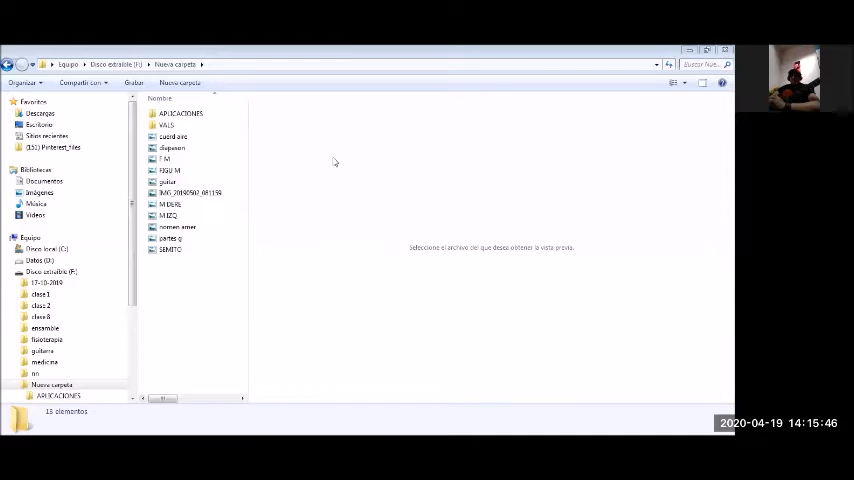 Equipo
Disco extraíble (F:)
Nueva carpeta
Buscar Nue...
Organizar
Compartir con
Grabar
Nueva carpeta
Nombre
Favoritos
Descargas
Escritorio
Sitios recientes
(151) Pinterest_files
Bibliotecas
Documentos
Imágenes
Música
Vídeos
Equipo
Disco local (C:)
Datos (D:)
Disco extraíble (F:)
17-10-2019
clase 1
clase 2
clase 8
ensamble
fisioterapia
guitarra
medicina
nn
Nueva carpeta
APLICACIONES
APLICACIONES
VALS
cuerd aire
diapason
F M
FIGU M
guitar
IMG_20190502_081159
M DERE
M IZQ
nomen amer
partes g
SEMITO
Seleccione el archivo del que desea obtener la vista previa.
13 elementos
2020-04-19 14:15:46